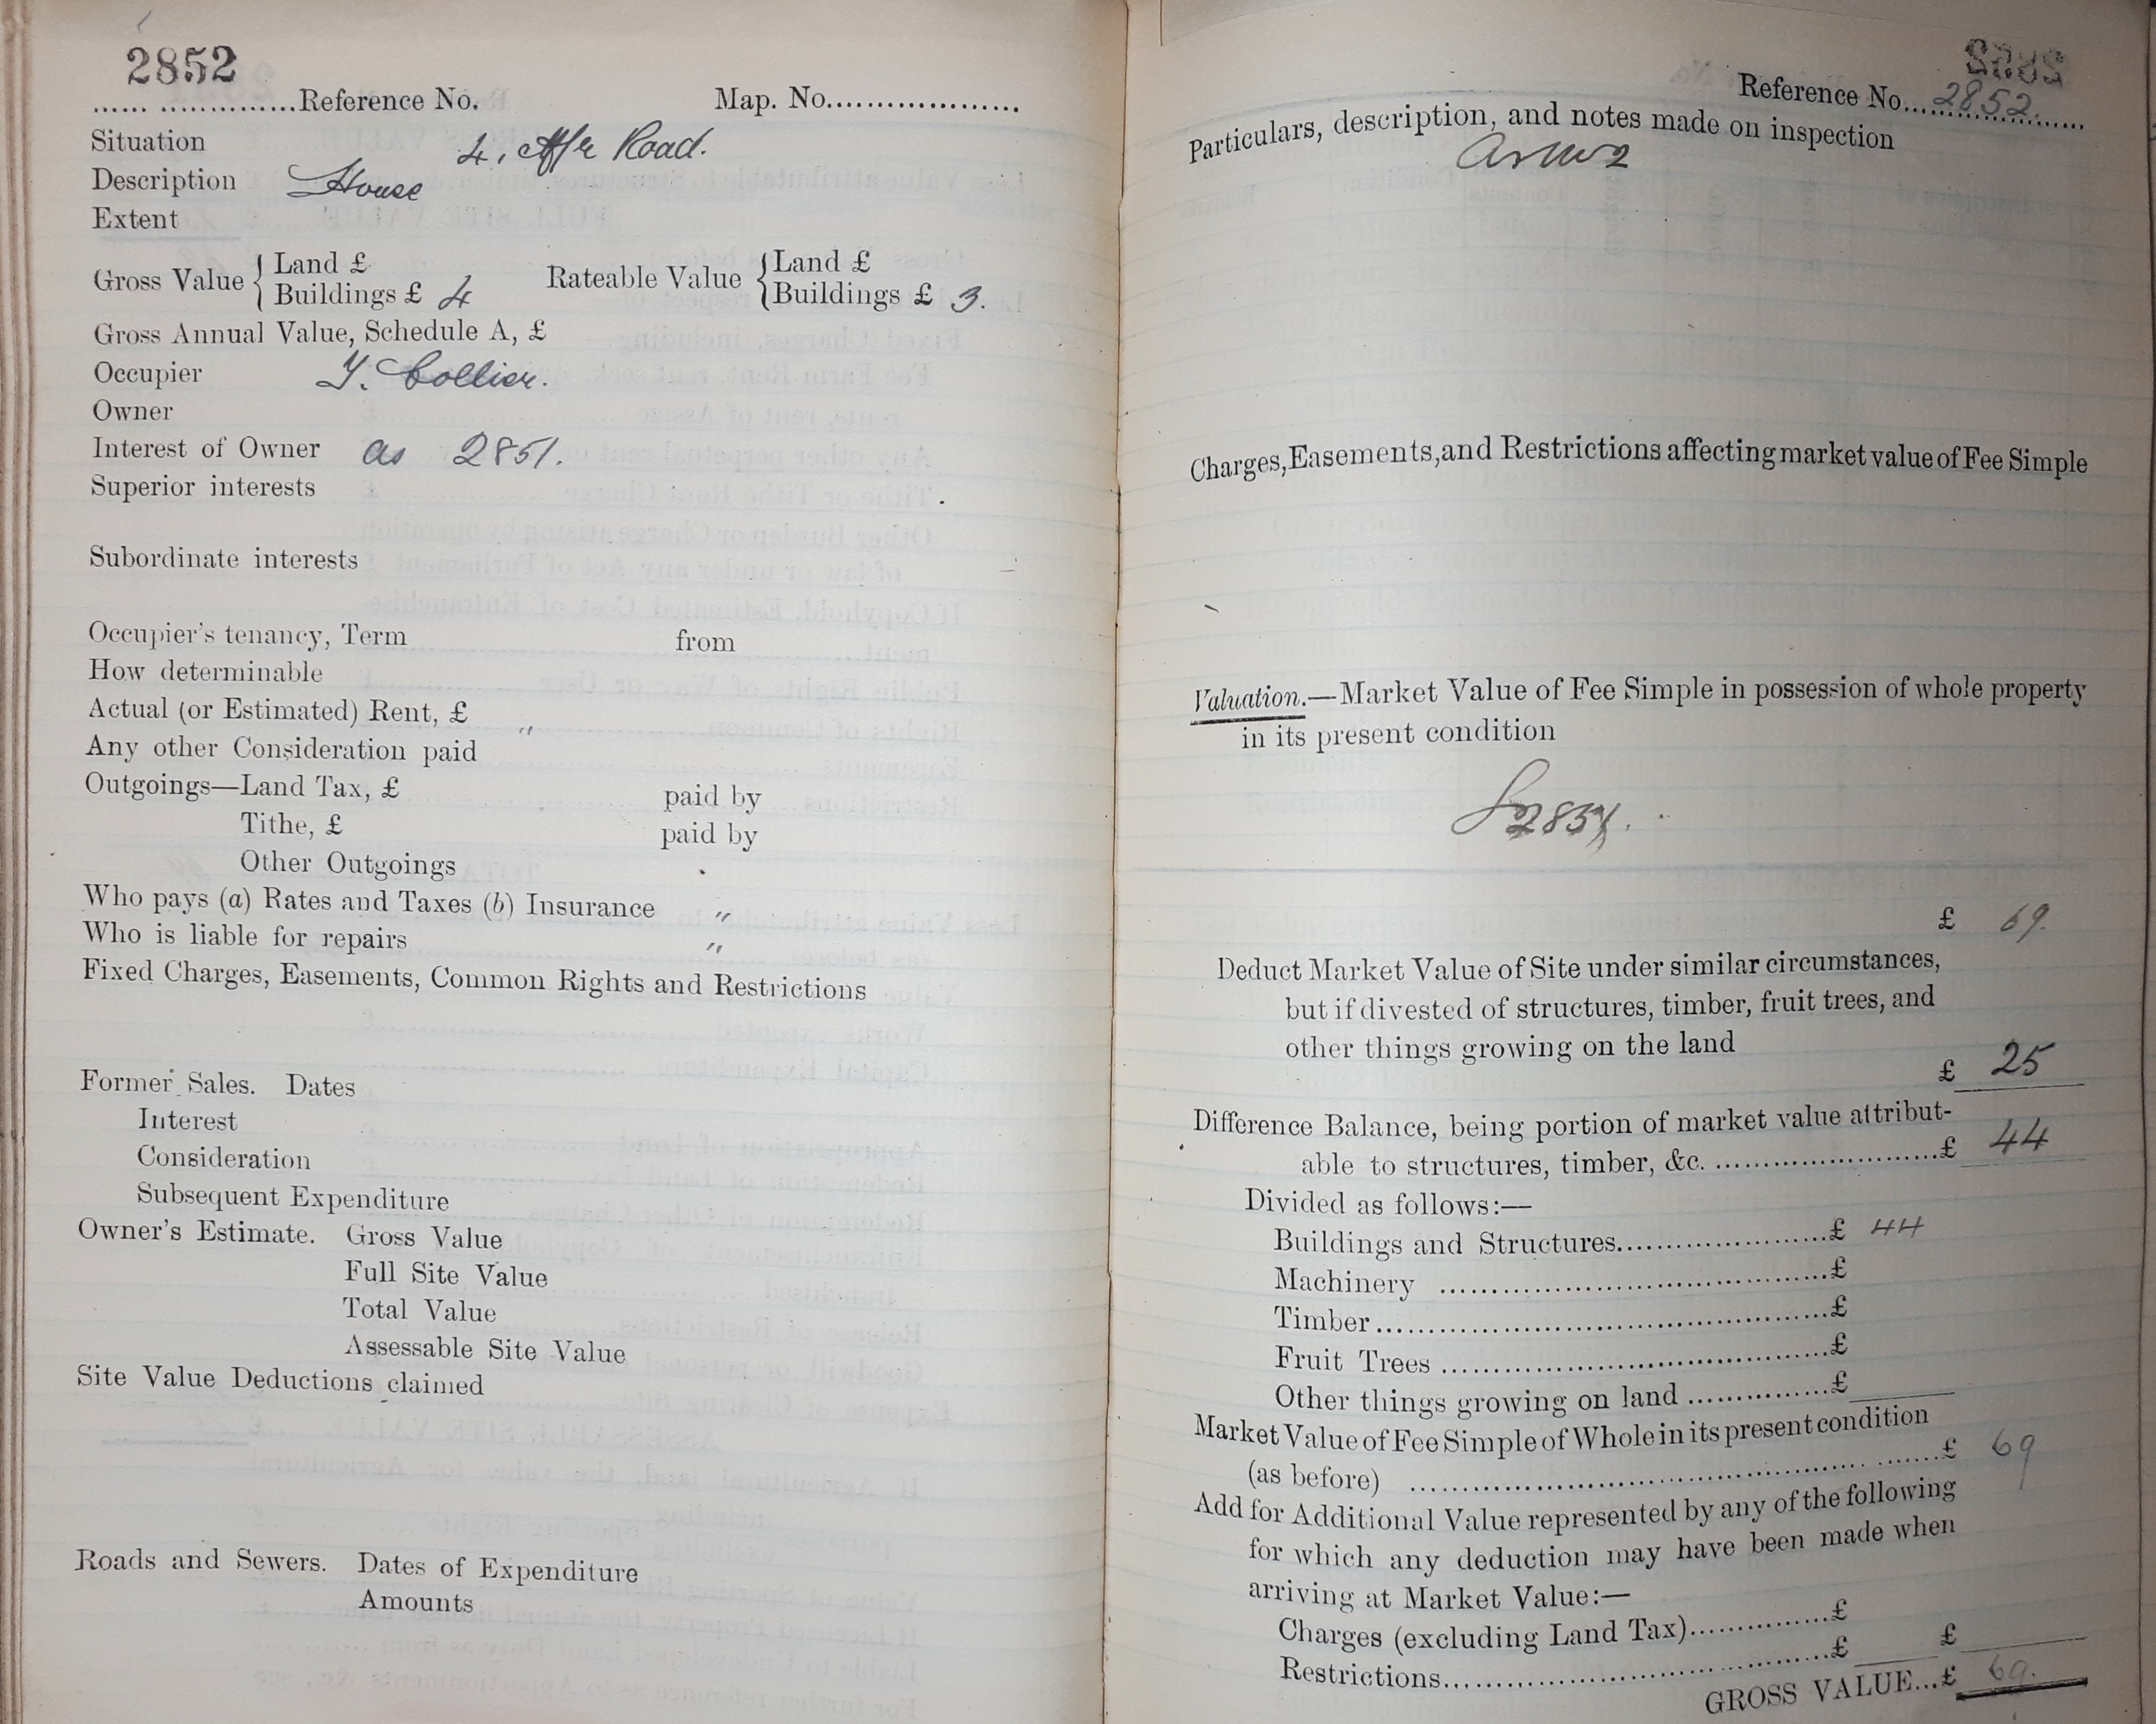 2852
.....................Reference No. Map. No....................
Situation 4, Road.
Description House
Extent
Gross Value { Land £ Rateable Value { Land £
Buildings £ 4 Buildings £ 3.
Gross Annual Value, Schedule A, £
Occupier Y. Collier.
Owner
Interest of Owner as 2851.
Superior interests
Subordinate interests
Occupier's tenancy, Term from
How determinable
Actual (or Estimated) Rent, £ "
Any other Consideration paid
Outgoings—Land Tax, £ paid by
Tithe, £ paid by
Other Outgoings
Who pays (a) Rates and Taxes (b) Insurance "
Who is liable for repairs "
Fixed Charges, Easements, Common Rights and Restrictions
Former Sales. Dates
Interest
Consideration
Subsequent Expenditure
Owner's Estimate. Gross Value
Full Site Value
Total Value
Assessable Site Value
Site Value Deductions claimed
Roads and Sewers. Dates of Expenditure
Amounts
Reference No...2852.
Particulars, description, and notes made on inspection
Charges, Easements, and Restrictions affecting market value of Fee Simple
Valuation.—Market Value of Fee Simple in possession of whole property
in its present condition
£ 69.
Deduct Market Value of Site under similar circumstances,
but if divested of structures, timber, fruit trees, and
other things growing on the land
£ 25
Difference Balance, being portion of market value attribut-
able to structures, timber, &c. ..........................£ 44
Divided as follows:—
Buildings and Structures........................£ 44
Machinery ............................................£
Timber....................................................£
Fruit Trees ............................................£
Other things growing on land ...............£
Market Value of Fee Simple of Whole in its present condition
(as before) ......................................................£ 69
Add for Additional Value represented by any of the following
for which any deduction may have been made when
arriving at Market Value:—
Charges (excluding Land Tax)...............£
Restrictions...........................................£ £
GROSS VALUE...£ 69.